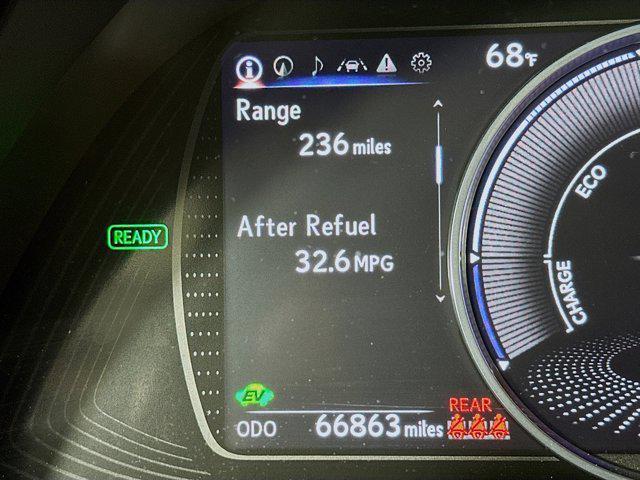 68°F
Range
236 miles
After Refuel
32.6 MPG
READY
ECO
CHARGE
EV
ODO 66863 miles
REAR